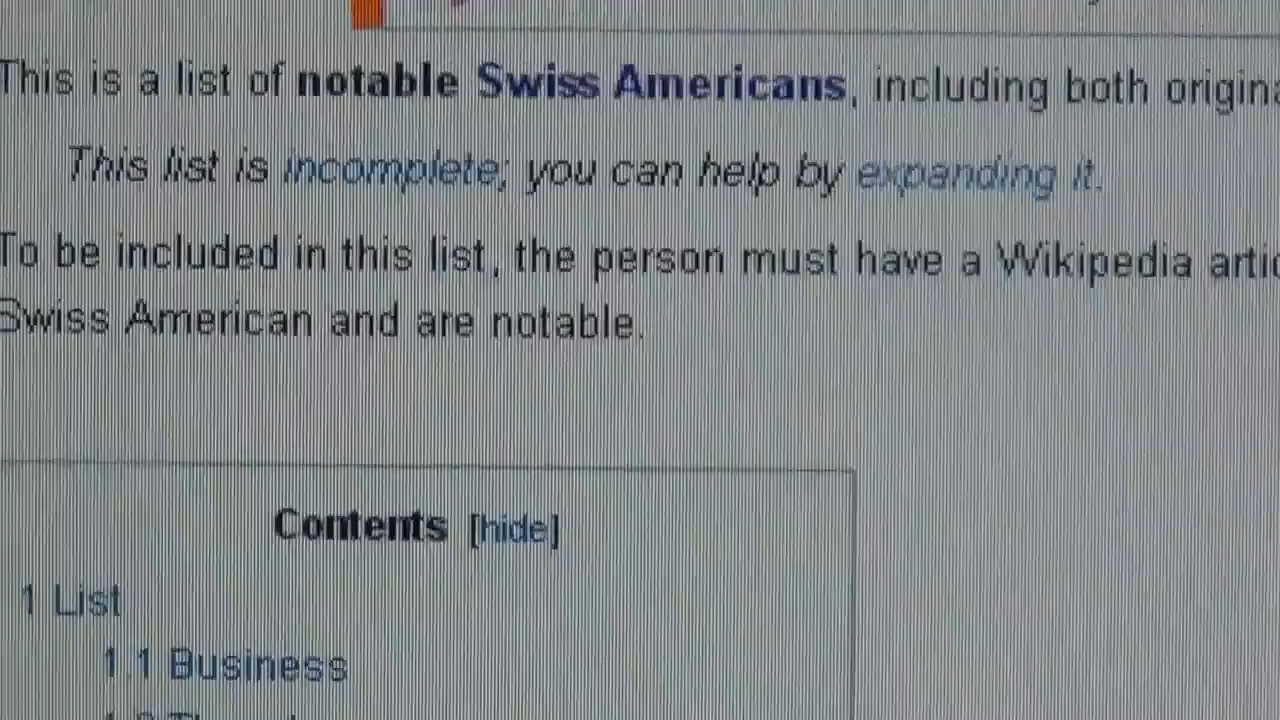 This is a list of notable Swiss Americans, including both
This list is incomplete; you can help by expanding it.
To be included in this list, the person must have a Wikipedia
Swiss American and are notable.
Contents [hide]
1 List
1.1 Business